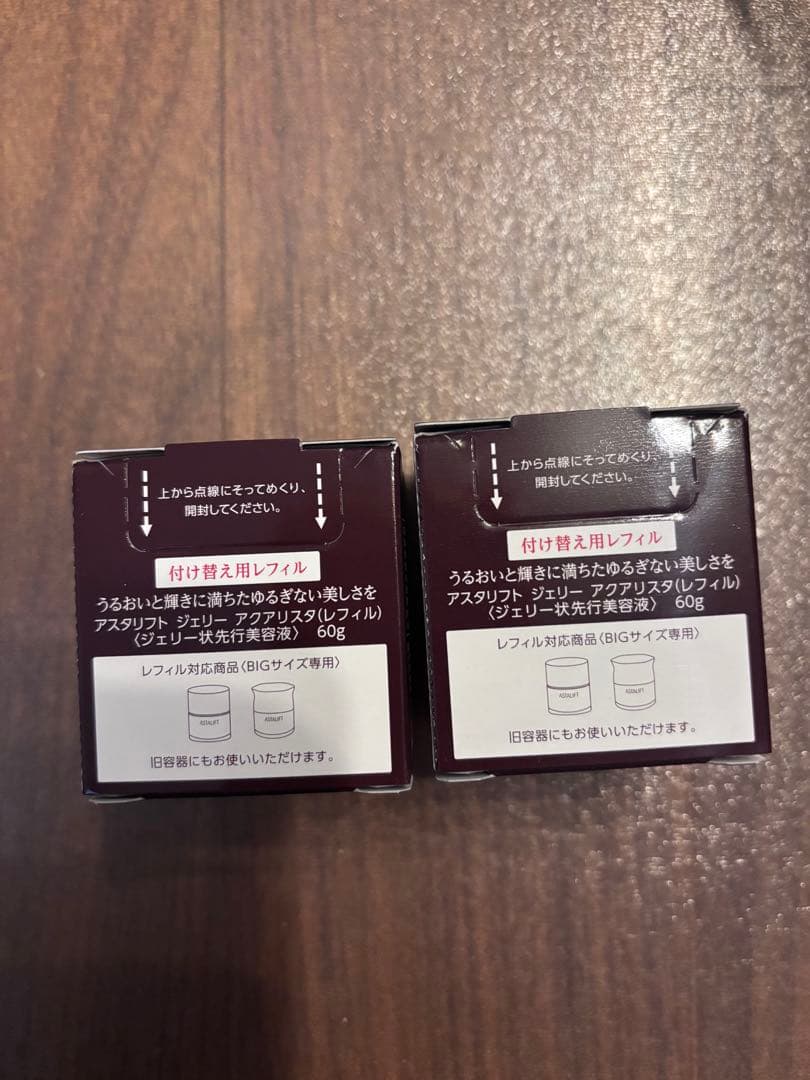 上から点線にそってめくり、
開封してください。
付け替え用レフィル
うるおいと輝きに満ちたゆるぎない美しさを
アスタリフト ジェリー アクアリスタ(レフィル)
〈ジェリー状先行美容液〉 60g
レフィル対応商品〈BIGサイズ専用〉
ASTALIFT ASTALIFT
旧容器にもお使いいただけます。
上から点線にそってめくり、
開封してください。
付け替え用レフィル
うるおいと輝きに満ちたゆるぎない美しさを
アスタリフト ジェリー アクアリスタ(レフィル)
〈ジェリー状先行美容液〉 60g
レフィル対応商品〈BIGサイズ専用〉
ASTALIFT ASTALIFT
旧容器にもお使いいただけます。